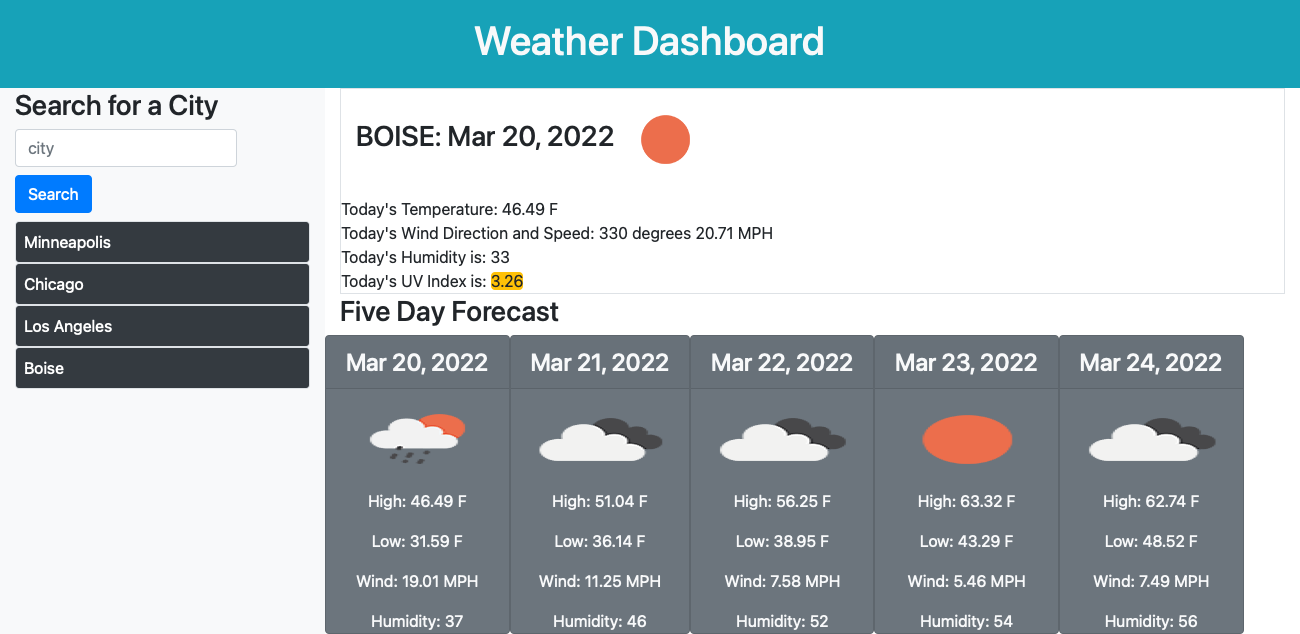 Weather Dashboard
Search for a City
city
Search
Minneapolis
Chicago
Los Angeles
Boise
BOISE: Mar 20, 2022
Today's Temperature: 46.49 F
Today's Wind Direction and Speed: 330 degrees 20.71 MPH
Today's Humidity is: 33
Today's UV Index is: 3.26
Five Day Forecast
Mar 20, 2022
High: 46.49 F
Low: 31.59 F
Wind: 19.01 MPH
Humidity: 37
Mar 21, 2022
High: 51.04 F
Low: 36.14 F
Wind: 11.25 MPH
Humidity: 46
Mar 22, 2022
High: 56.25 F
Low: 38.95 F
Wind: 7.58 MPH
Humidity: 52
Mar 23, 2022
High: 63.32 F
Low: 43.29 F
Wind: 5.46 MPH
Humidity: 54
Mar 24, 2022
High: 62.74 F
Low: 48.52 F
Wind: 7.49 MPH
Humidity: 56